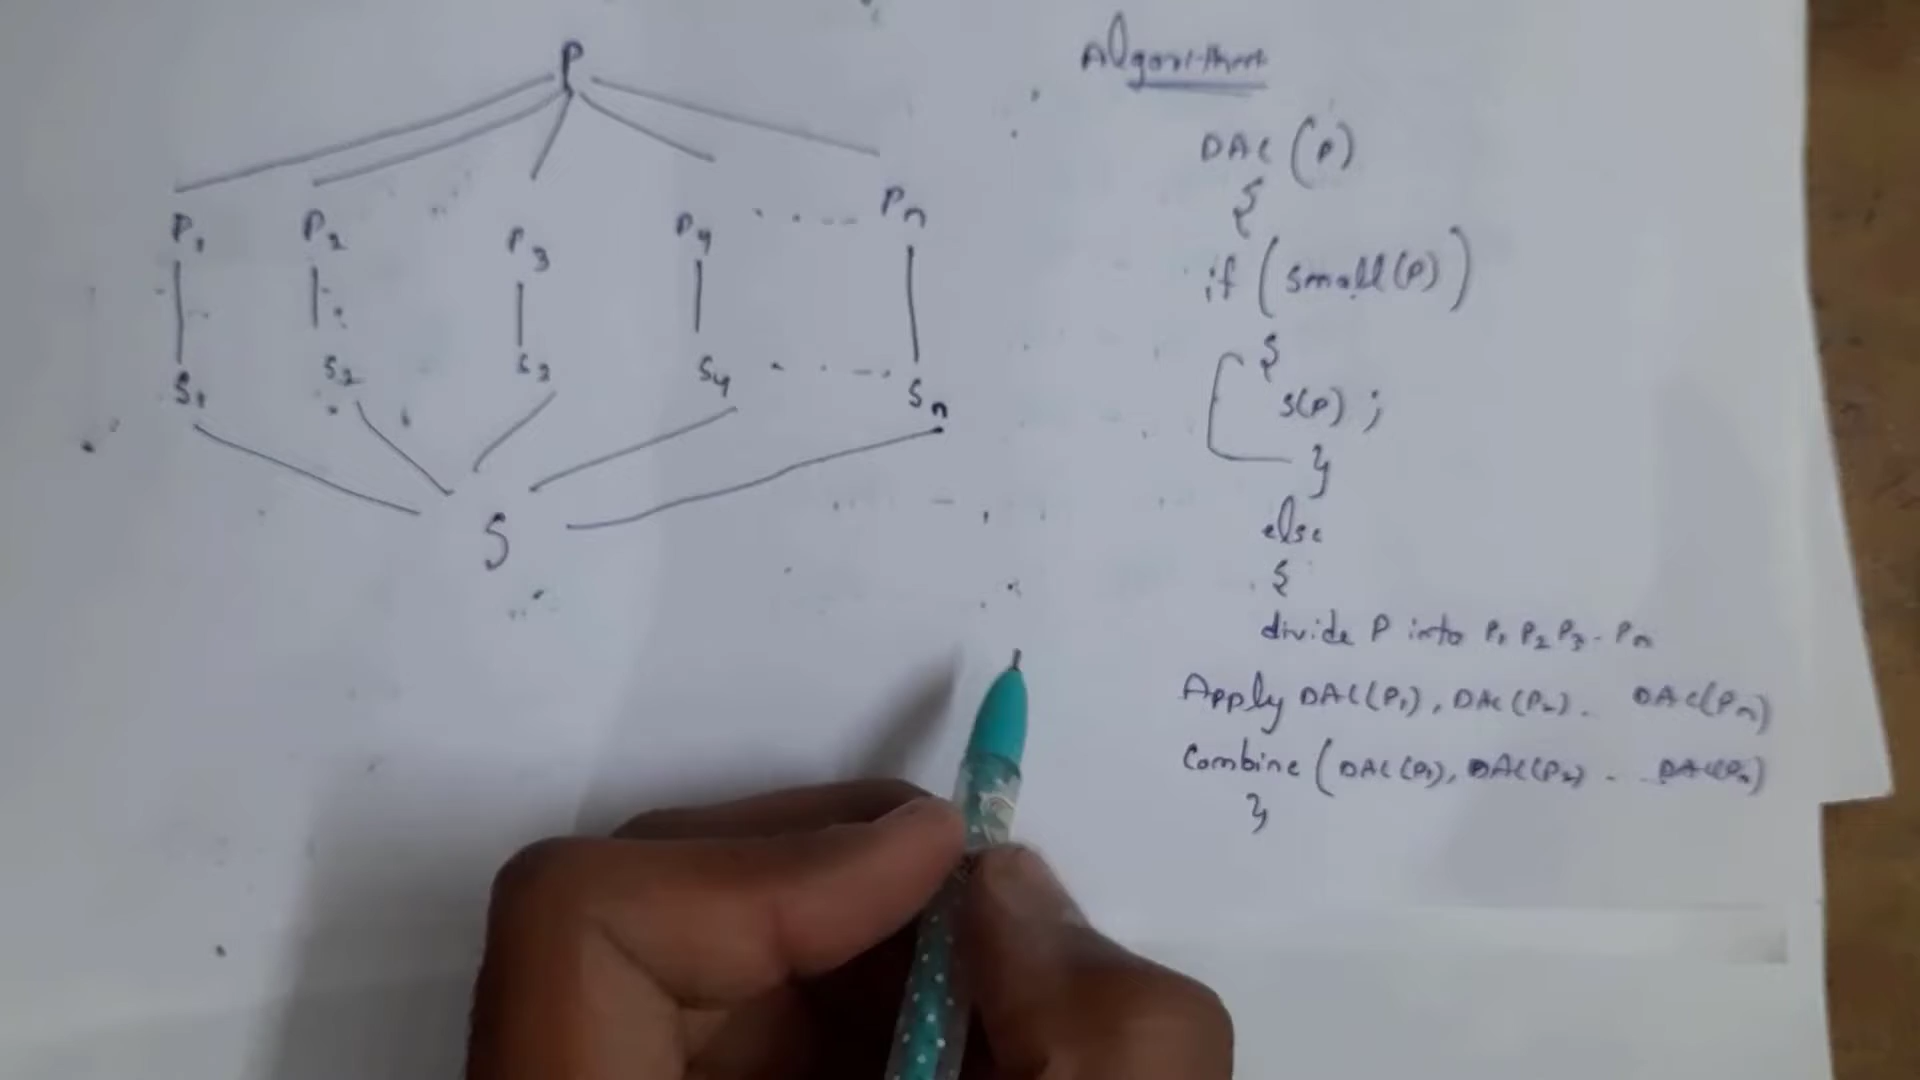 P
P1 P2 P3 P4 ..... Pn
S1 S2 S3 S4 ..... Sn
S
Algorithm
DAC (P)
{
if (small(P))
{
S(P) ;
}
else
{
divide P into P1 P2 P3 - Pn
Apply DAC(P1), DAC(P2) .. DAC(Pn)
Combine (DAC(P1), DAC(P2) - .. DAC(Pn)
}